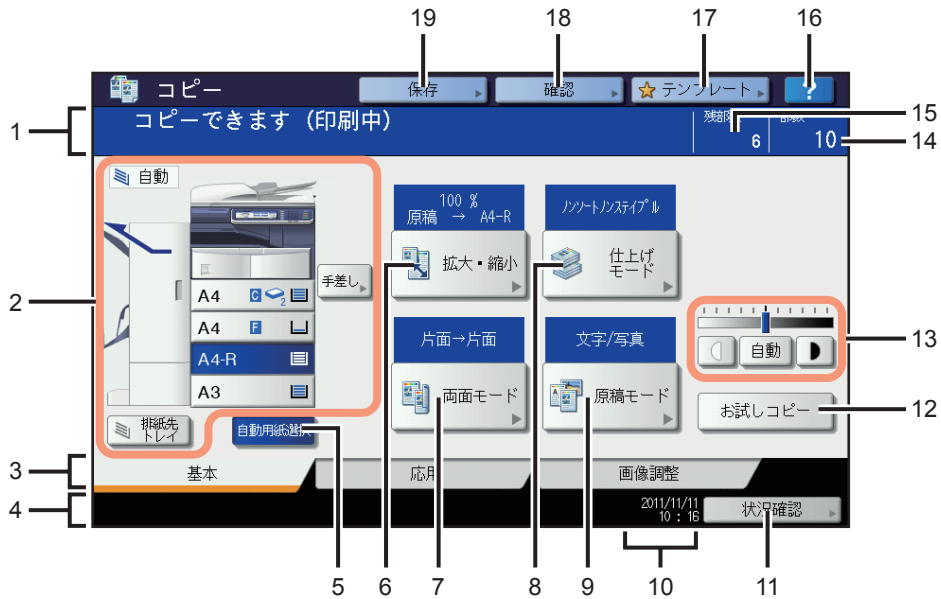 19
18
17
16
コピー
保存
確認
テンプレート
?
1
コピーできます（印刷中）
6
10
15
14
2
自動
100 %
原稿 → A4-R
ノンソートノンステイプル
拡大・縮小
仕上げ
モード
手差し
A4 C 2
A4 F
A4-R
A3
片面→片面
文字/写真
両面モード
原稿モード
自動
13
排紙先
トレイ
自動用紙選択
お試しコピー
12
3
基本
応用
画像調整
4
2011/11/11
10 : 16
状況確認
5
6
7
8
9
10
11